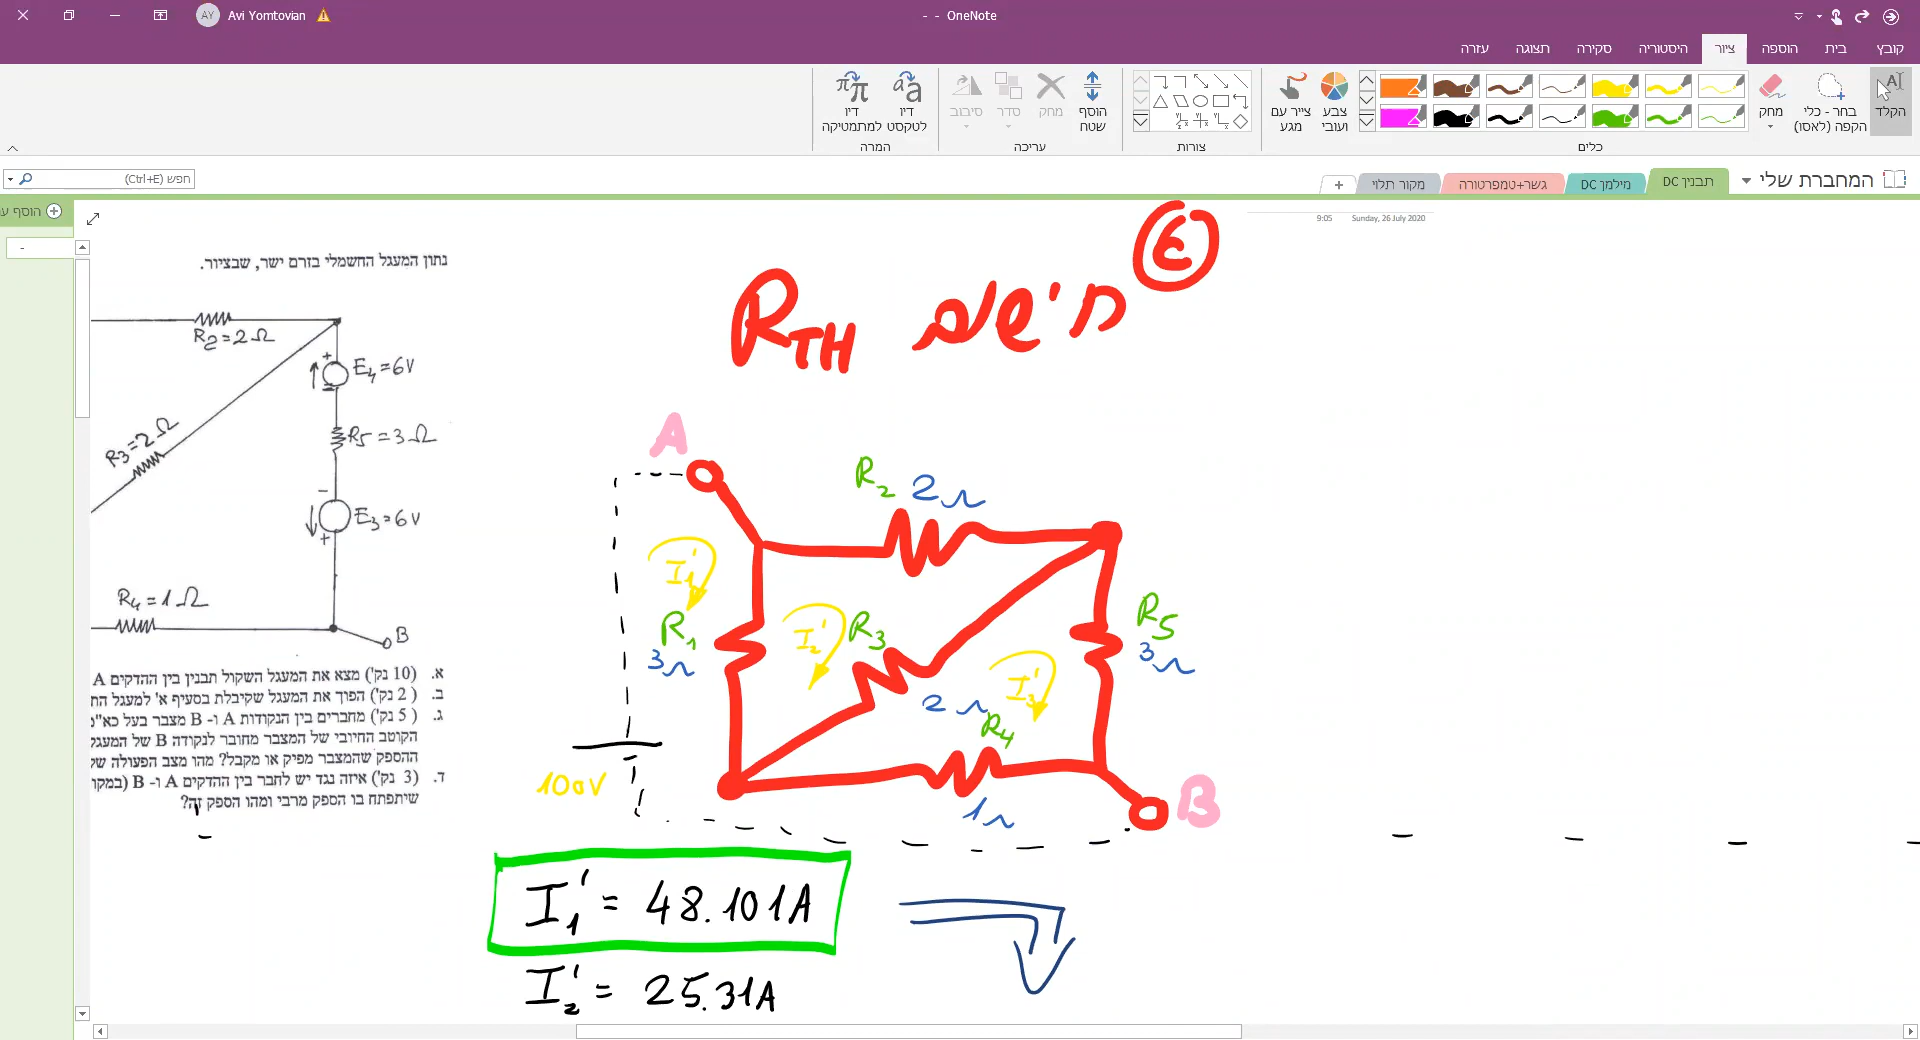 Avi Yomtovian
- - OneNote
קובץ בית הוספה ציור היסטוריה סקירה תצוגה עזרה
הקלד
בחר - כלי הקפה (לאסו)
מחק
כלים
צבע ועובי
צייר עם מגע
צורות
הוסף שטח
מחק
סדר
סיבוב
עריכה
דיו לטקסט
דיו למתמטיקה
המרה
המחברת שלי
תבנין DC
מילמן DC
גשר+טמפרטורה
מקור תלוי
+
חפש (Ctrl+E)
הוסף
-
9:05 Sunday, 26 July 2020
נתון המעגל החשמלי בזרם ישר, שבציור.
R2=2Ω
+
E4=6V
R3=2Ω
R5=3Ω
-
E3=6V
+
R4=1Ω
B
א. (10 נק') מצא את המעגל השקול תבנין בין ההדקים A
ב. (2 נק') הפוך את המעגל שקיבלת בסעיף א' למעגל
ג. (5 נק') מחברים בין הנקודות A ו- B מצבר בעל כא"מ
הקוטב החיובי של המצבר מחובר לנקודה B של המעגל
ההספק שהמצבר מפיק או מקבל? מהו מצב הפעולה
ד. (3 נק') איזה נגד יש לחבר בין ההדקים A ו- B (במקו
שיתפתח בו הספק מרבי ומהו הספק זה?
חישוב RTH
A
R2 2Ω
I1'
R1
3Ω
I2'
R3
2Ω
I3'
R5
3Ω
R4
1Ω
B
100V
I1' = 48.101A
I2' = 25.31A